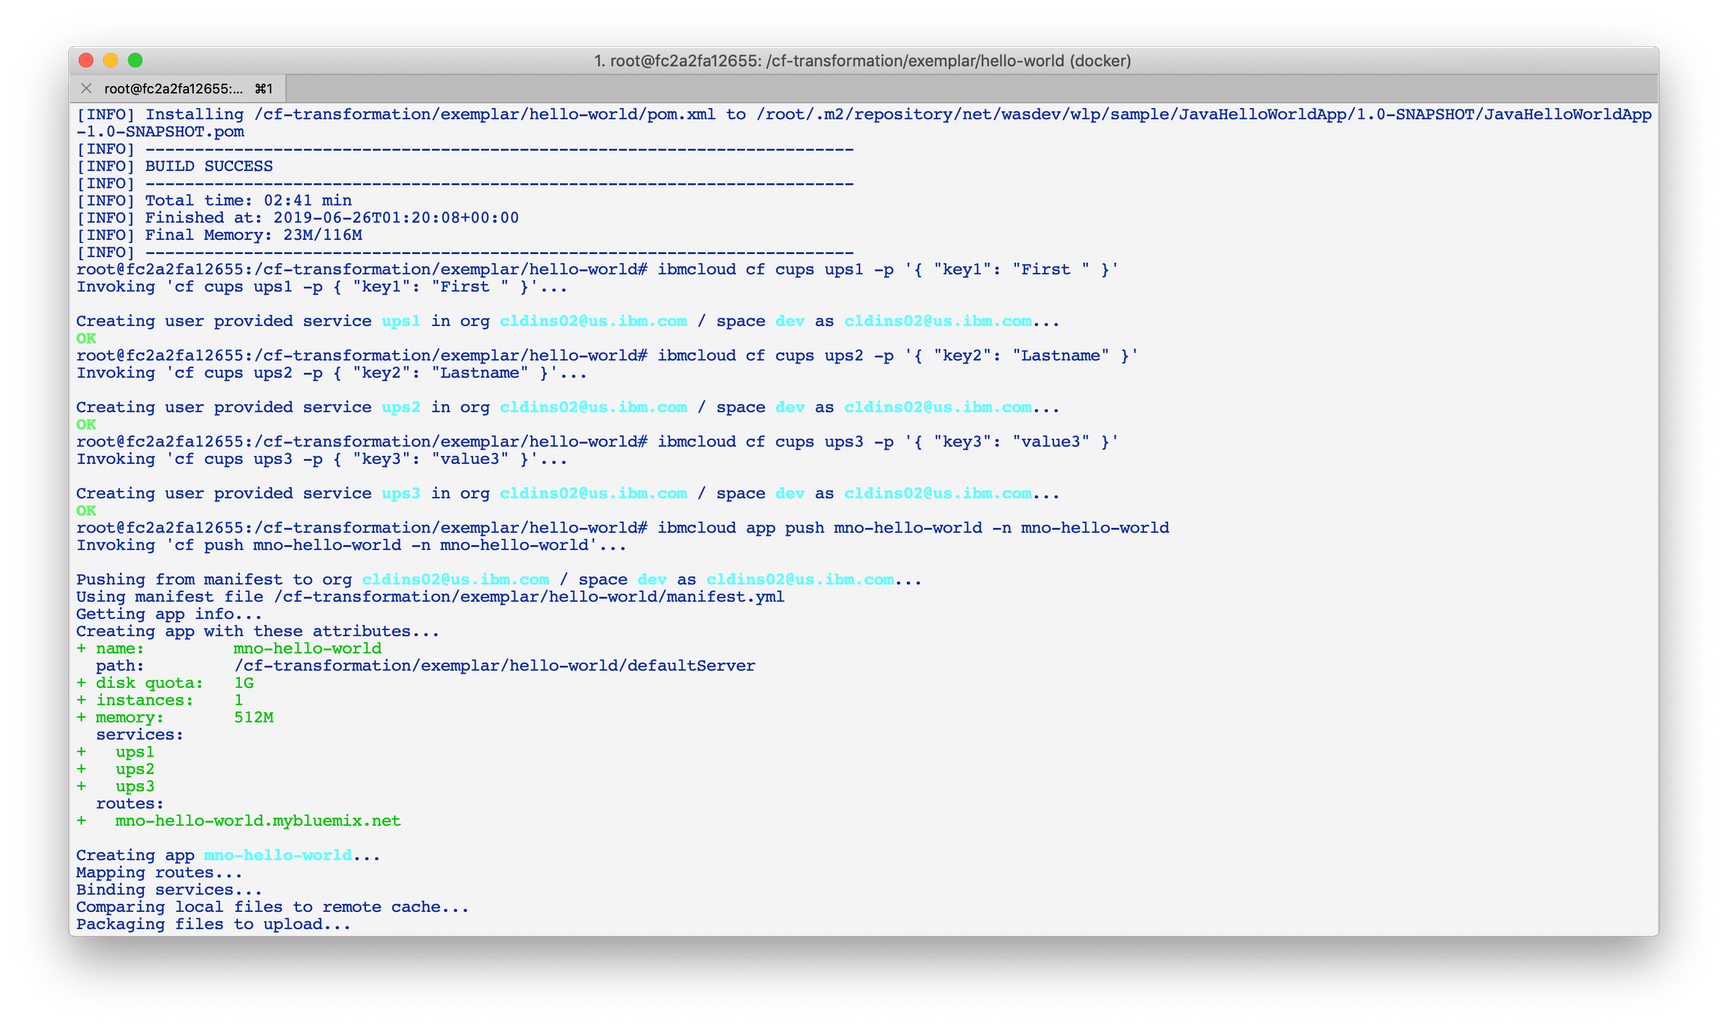 1. root@fc2a2fa12655: /cf-transformation/exemplar/hello-world (docker)
root@fc2a2fa12655:... ⌘1
[INFO] Installing /cf-transformation/exemplar/hello-world/pom.xml to /root/.m2/repository/net/wasdev/wlp/sample/JavaHelloWorldApp/1.0-SNAPSHOT/JavaHelloWorldApp
-1.0-SNAPSHOT.pom
[INFO] ------------------------------------------------------------------------
[INFO] BUILD SUCCESS
[INFO] ------------------------------------------------------------------------
[INFO] Total time: 02:41 min
[INFO] Finished at: 2019-06-26T01:20:08+00:00
[INFO] Final Memory: 23M/116M
[INFO] ------------------------------------------------------------------------
root@fc2a2fa12655:/cf-transformation/exemplar/hello-world# ibmcloud cf cups ups1 -p '{ "key1": "First " }'
Invoking 'cf cups ups1 -p { "key1": "First " }'...

Creating user provided service ups1 in org cldins02@us.ibm.com / space dev as cldins02@us.ibm.com...
OK
root@fc2a2fa12655:/cf-transformation/exemplar/hello-world# ibmcloud cf cups ups2 -p '{ "key2": "Lastname" }'
Invoking 'cf cups ups2 -p { "key2": "Lastname" }'...

Creating user provided service ups2 in org cldins02@us.ibm.com / space dev as cldins02@us.ibm.com...
OK
root@fc2a2fa12655:/cf-transformation/exemplar/hello-world# ibmcloud cf cups ups3 -p '{ "key3": "value3" }'
Invoking 'cf cups ups3 -p { "key3": "value3" }'...

Creating user provided service ups3 in org cldins02@us.ibm.com / space dev as cldins02@us.ibm.com...
OK
root@fc2a2fa12655:/cf-transformation/exemplar/hello-world# ibmcloud app push mno-hello-world -n mno-hello-world
Invoking 'cf push mno-hello-world -n mno-hello-world'...

Pushing from manifest to org cldins02@us.ibm.com / space dev as cldins02@us.ibm.com...
Using manifest file /cf-transformation/exemplar/hello-world/manifest.yml
Getting app info...
Creating app with these attributes...
+ name: mno-hello-world
path: /cf-transformation/exemplar/hello-world/defaultServer
+ disk quota: 1G
+ instances: 1
+ memory: 512M
services:
+ ups1
+ ups2
+ ups3
routes:
+ mno-hello-world.mybluemix.net

Creating app mno-hello-world...
Mapping routes...
Binding services...
Comparing local files to remote cache...
Packaging files to upload...